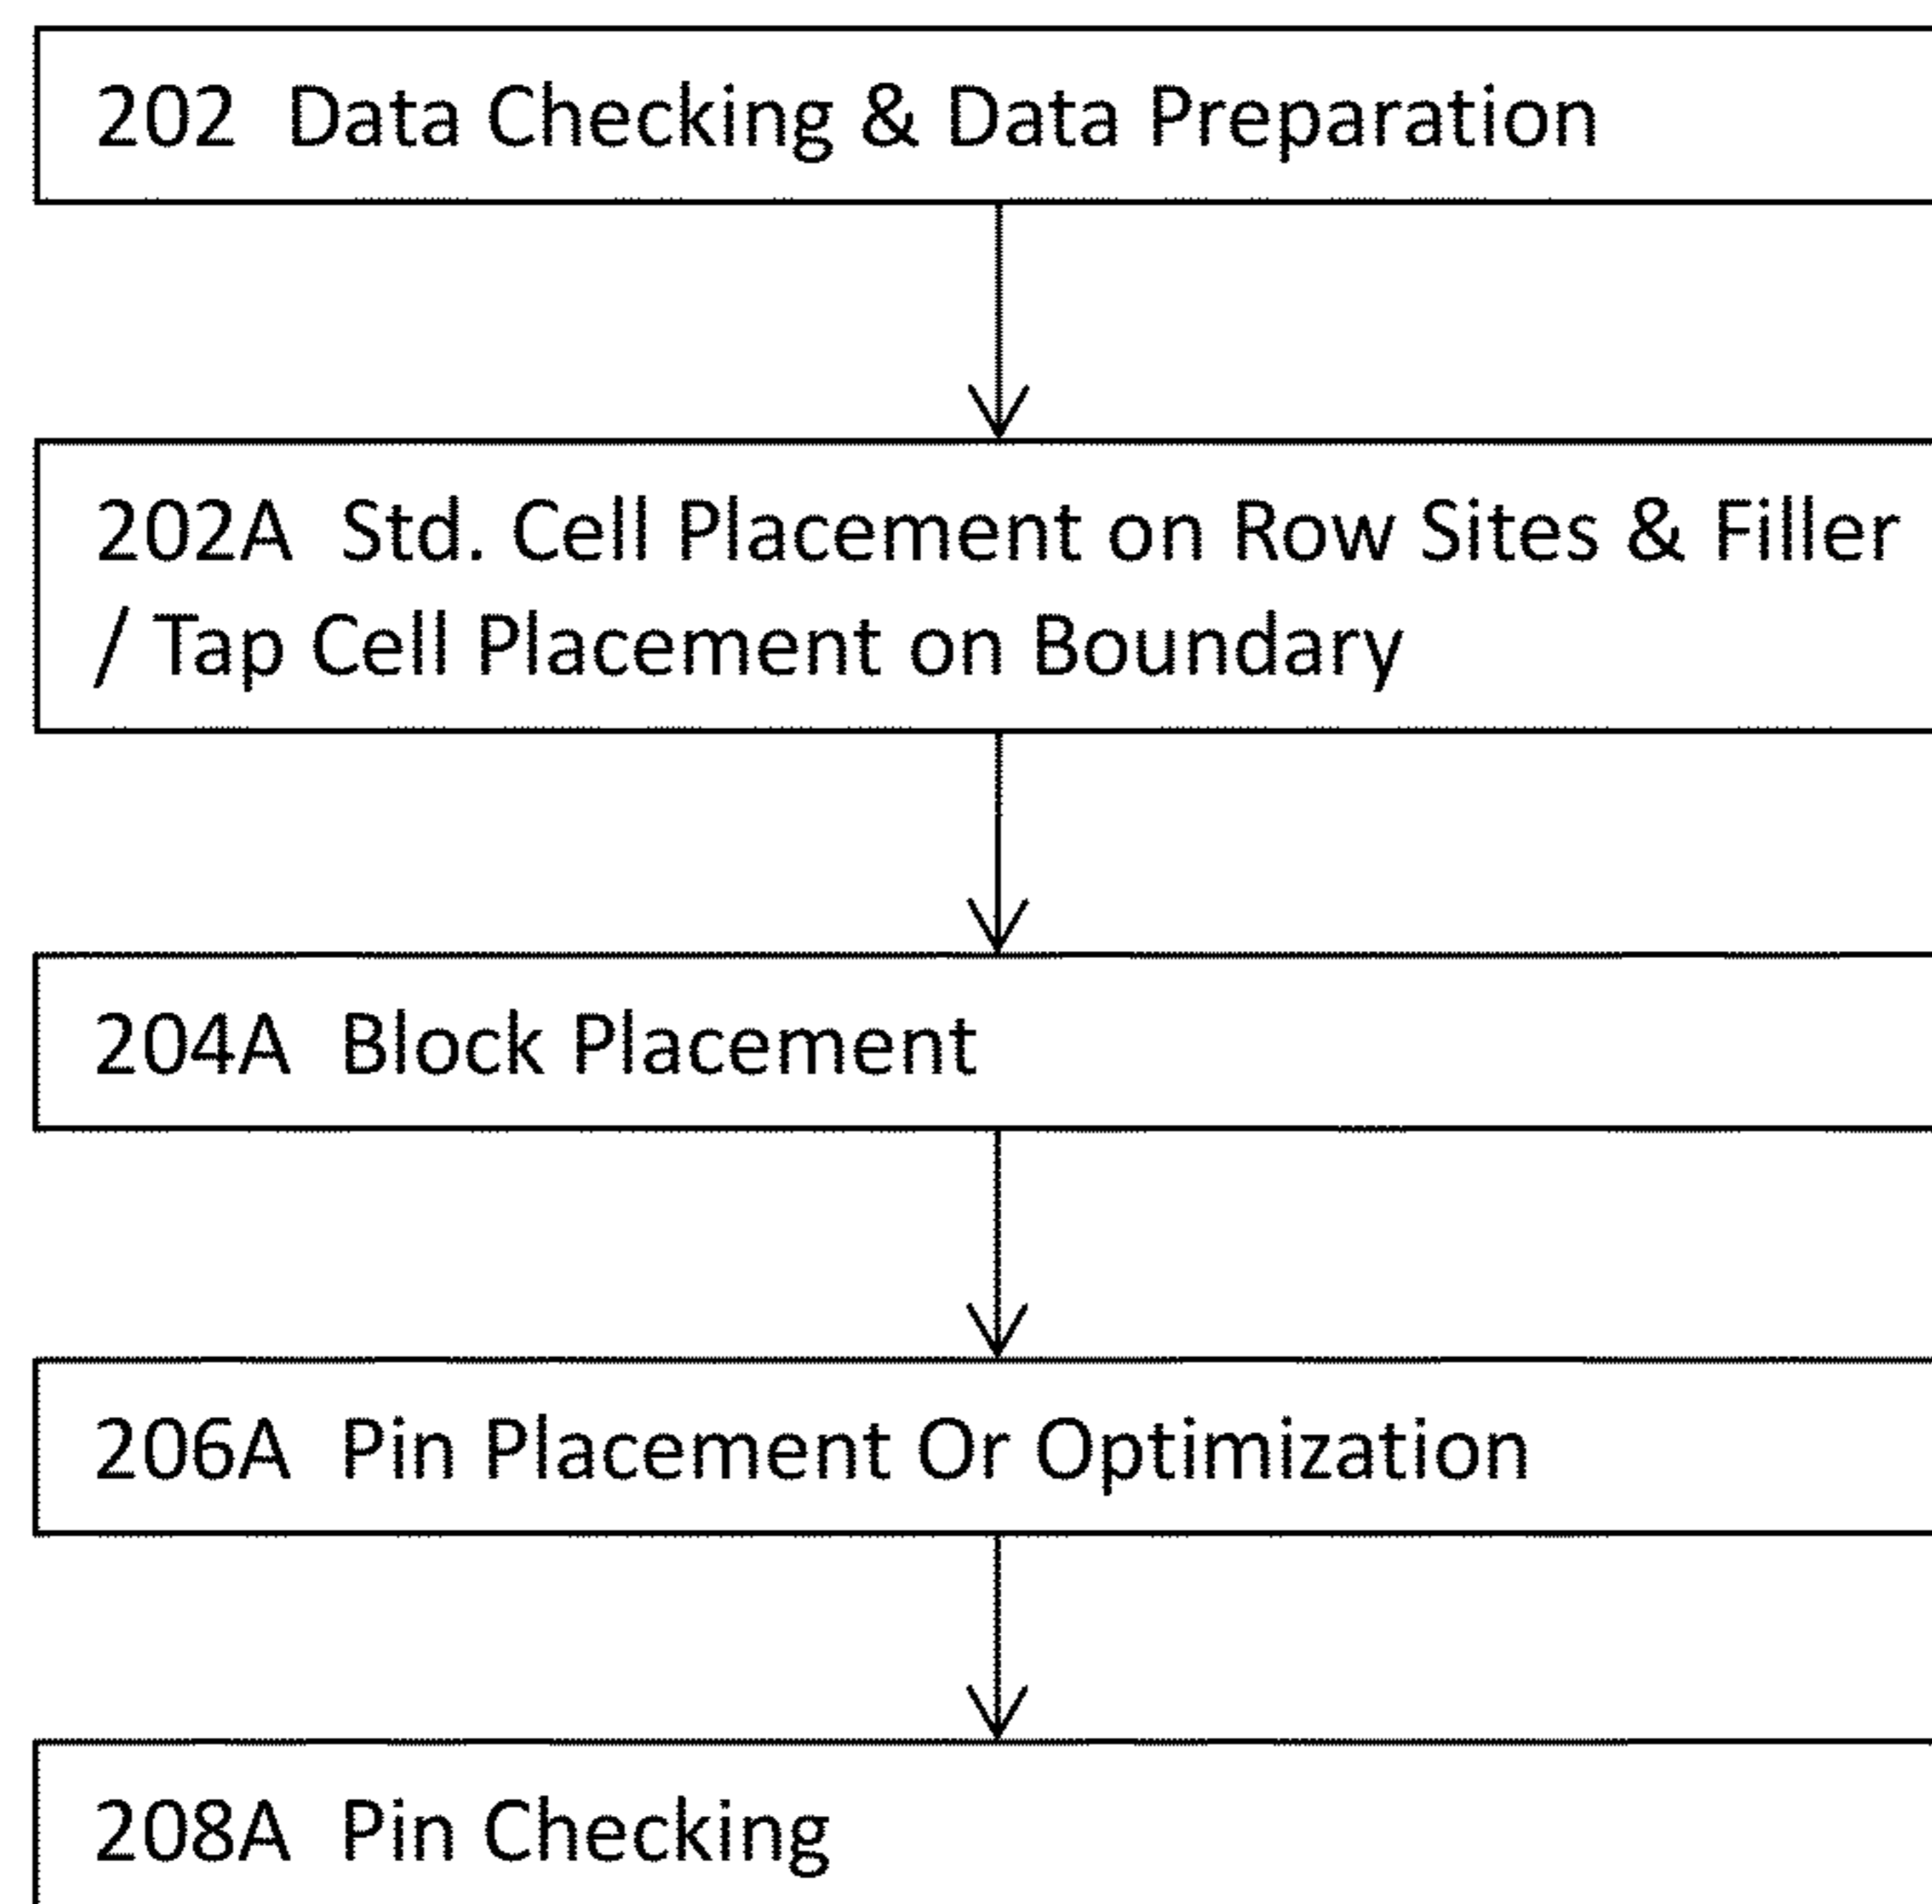 202 Data Checking & Data Preparation
202A Std. Cell Placement on Row Sites & Filler
/ Tap Cell Placement on Boundary
204A Block Placement
206A Pin Placement Or Optimization
208A Pin Checking